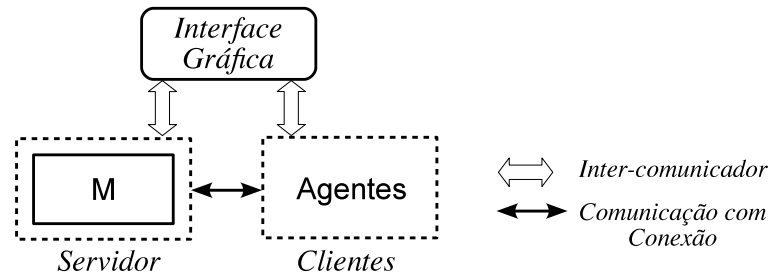 Interface
Gráfica
M
Agentes
Servidor
Clientes
Inter-comunicador
Comunicação com
Conexão